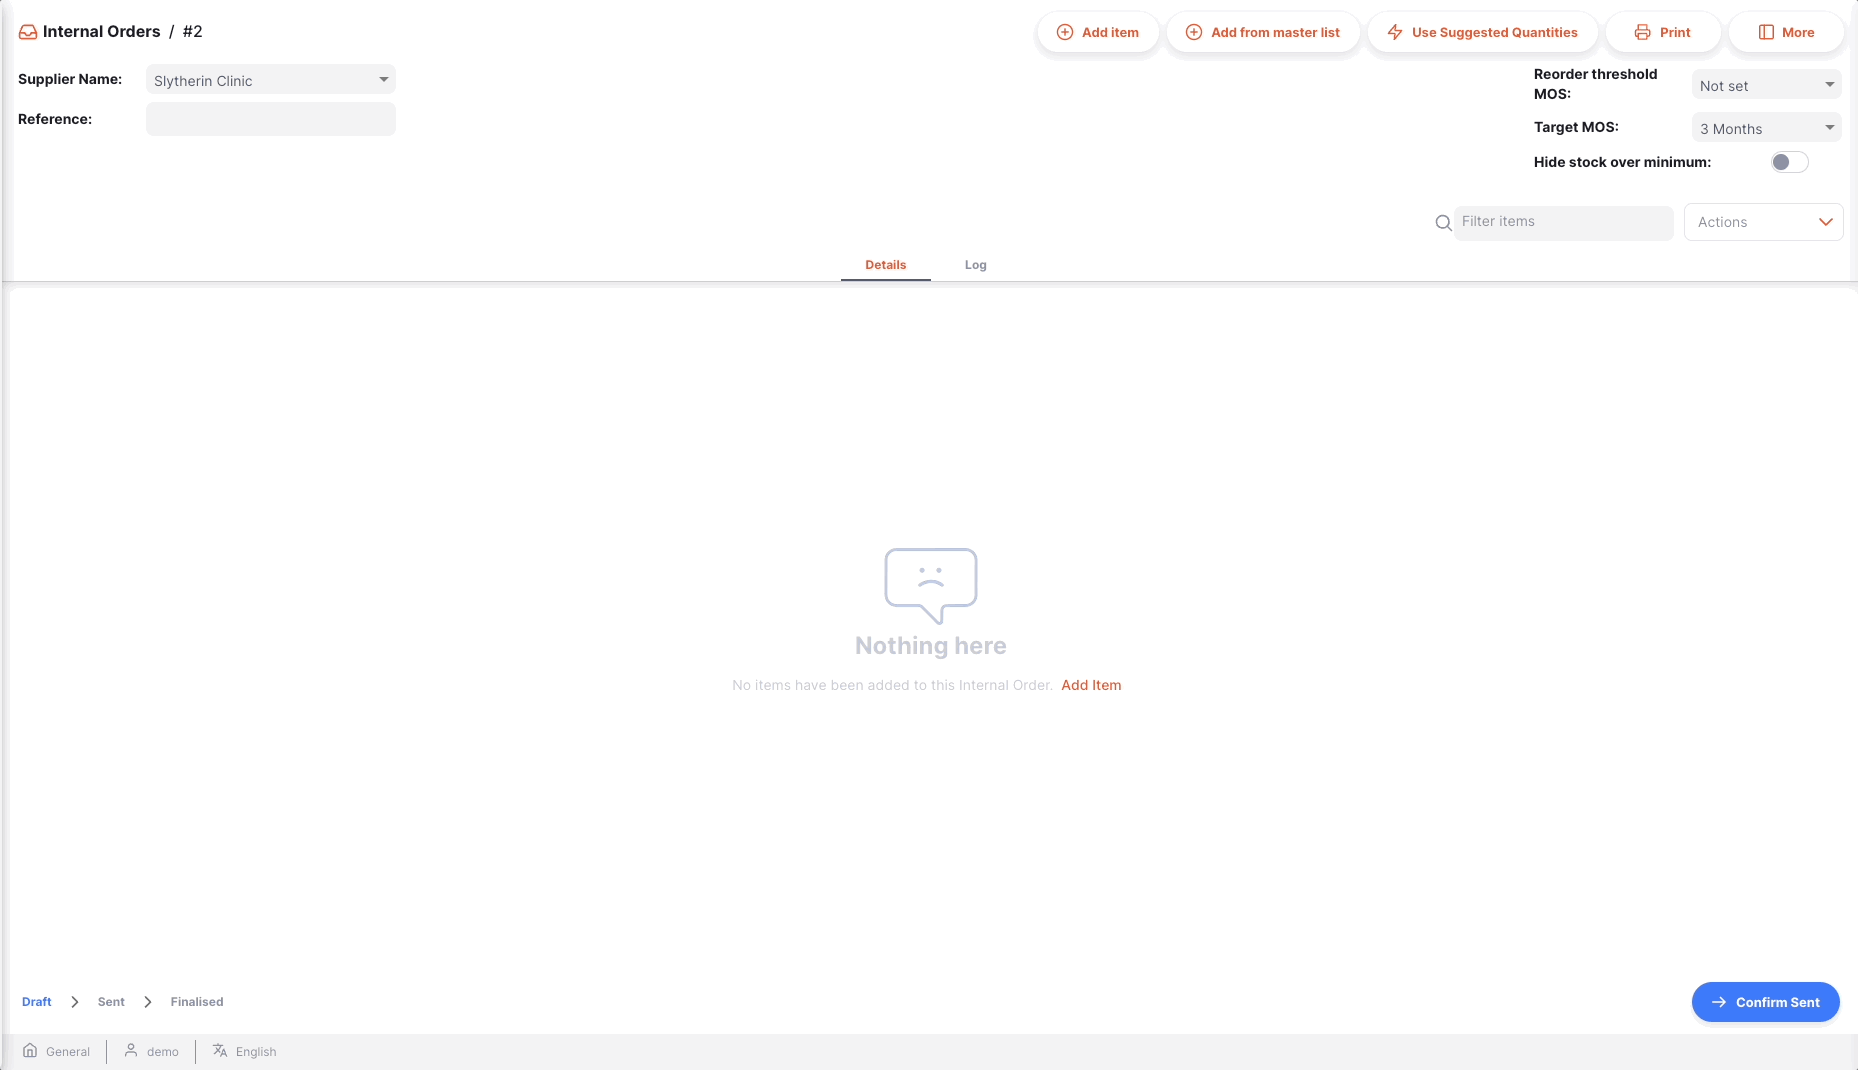 Internal Orders / #2
Add item
Add from master list
Use Suggested Quantities
Print
More
Supplier Name:
Slytherin Clinic
Reference:
Reorder threshold
MOS:
Not set
Target MOS:
3 Months
Hide stock over minimum:
Filter items
Actions
Details
Log
Nothing here
No items have been added to this Internal Order. Add Item
Draft
Sent
Finalised
Confirm Sent
General
demo
English